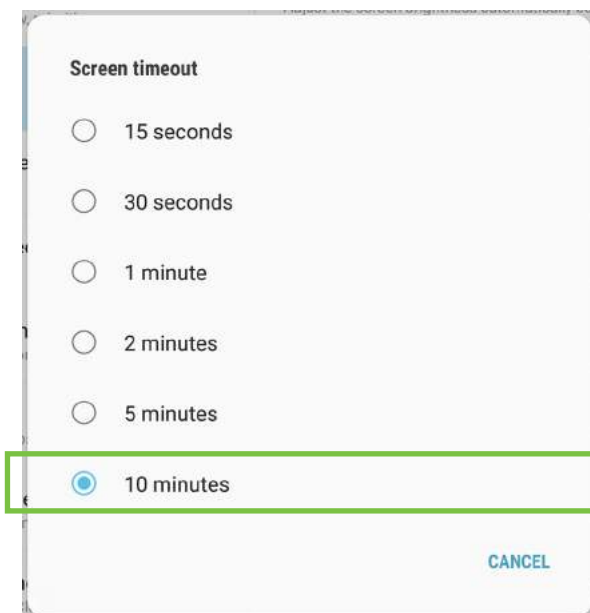 Screen timeout
15 seconds
30 seconds
1 minute
2 minutes
5 minutes
10 minutes
CANCEL